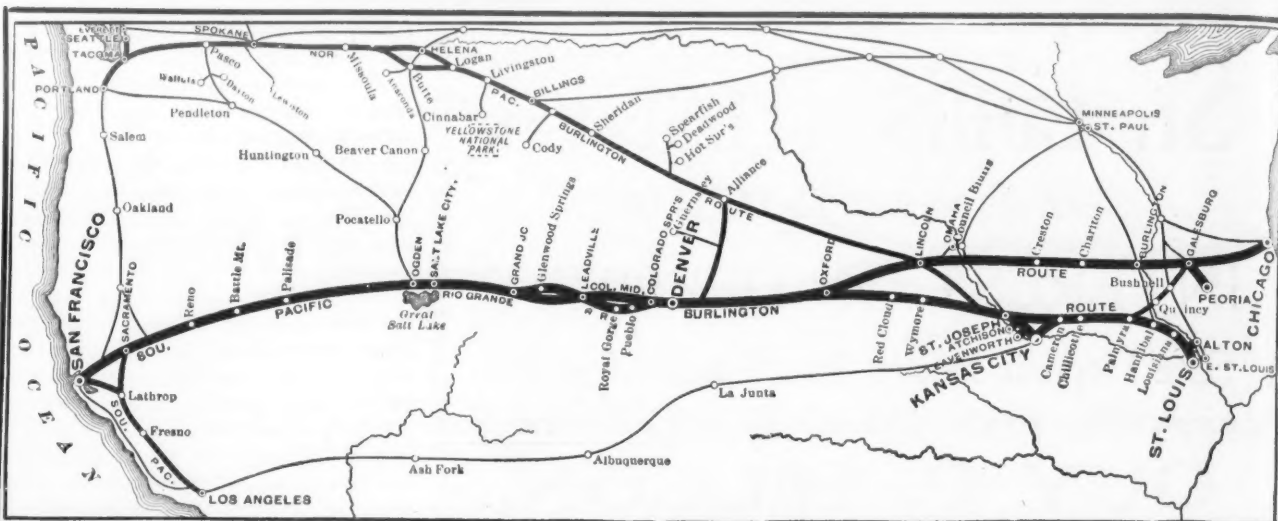 PACIFIC OCEAN
EVERETT
SEATTLE
TACOMA
PORTLAND
Salem
Oakland
SACRAMENTO
SAN FRANCISCO
Lathrop
Fresno
SOU.
PAC.
LOS ANGELES
SPOKANE
Pasco
Dayton
Lewiston
Pendleton
Huntington
NOR
Missoula
Anaconda
HELENA
Logan
Butte
Livingston
PAC.
BILLINGS
Cinnabar
YELLOWSTONE
NATIONAL
PARK
Cody
Sheridan
BURLINGTON
Beaver Canon
Pocatello
Spearfish
Deadwood
Hot Spr's
Guernsey
Alliance
ROUTE
Reno
Battle Mt.
Palisade
SOU.
PACIFIC
OGDEN
SALT LAKE CITY
Great
Salt Lake
RIO GRANDE
GRAND JC
Glenwood Springs
LEADVILLE
COL. MID.
D
R
Royal Gorge
Pueblo
COLORADO SPR'S
DENVER
BURLINGTON
OXFORD
Red Cloud
Wymore
LINCOLN
OMAHA
Council Bluffs
Creston
Chariton
ROUTE
MINNEAPOLIS
ST. PAUL
BURLINGTON
GALESBURG
Bushnell
Quincy
PEORIA
CHICAGO
ST. JOSEPH
ATCHISON
LEAVENWORTH
KANSAS CITY
Cameron
Chillicotle
ROUTE
Palmyra
Hannibal
Louisiana
ALTON
E. ST. LOUIS
ST. LOUIS
La Junta
Albuquerque
Ash Fork